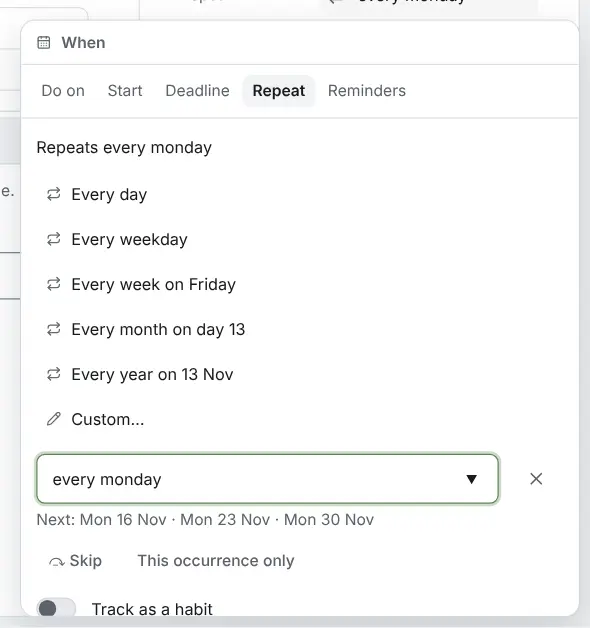 every monday
When
Do on Start Deadline Repeat Reminders
Repeats every monday
e.
Every day
Every weekday
Every week on Friday
Every month on day 13
Every year on 13 Nov
Custom...
every monday
Next: Mon 16 Nov · Mon 23 Nov · Mon 30 Nov
Skip This occurrence only
Track as a habit